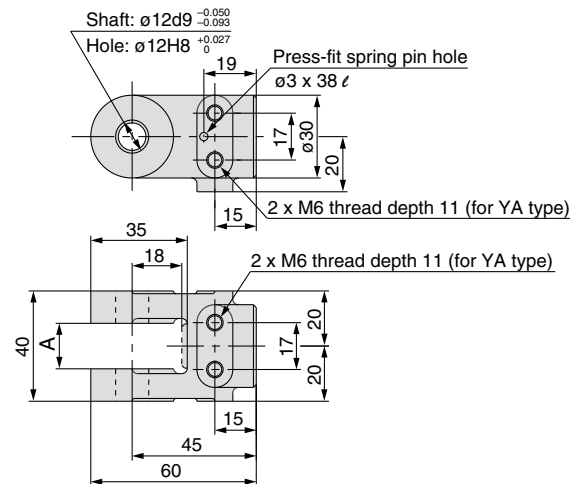 Shaft: ø12d9 -0.050 -0.093
Hole: ø12H8 +0.027 0
Press-fit spring pin hole
ø3 x 38 ℓ
19
17
ø30
20
15
2 x M6 thread depth 11 (for YA type)
35
18
2 x M6 thread depth 11 (for YA type)
40
A
17
20
20
15
45
60